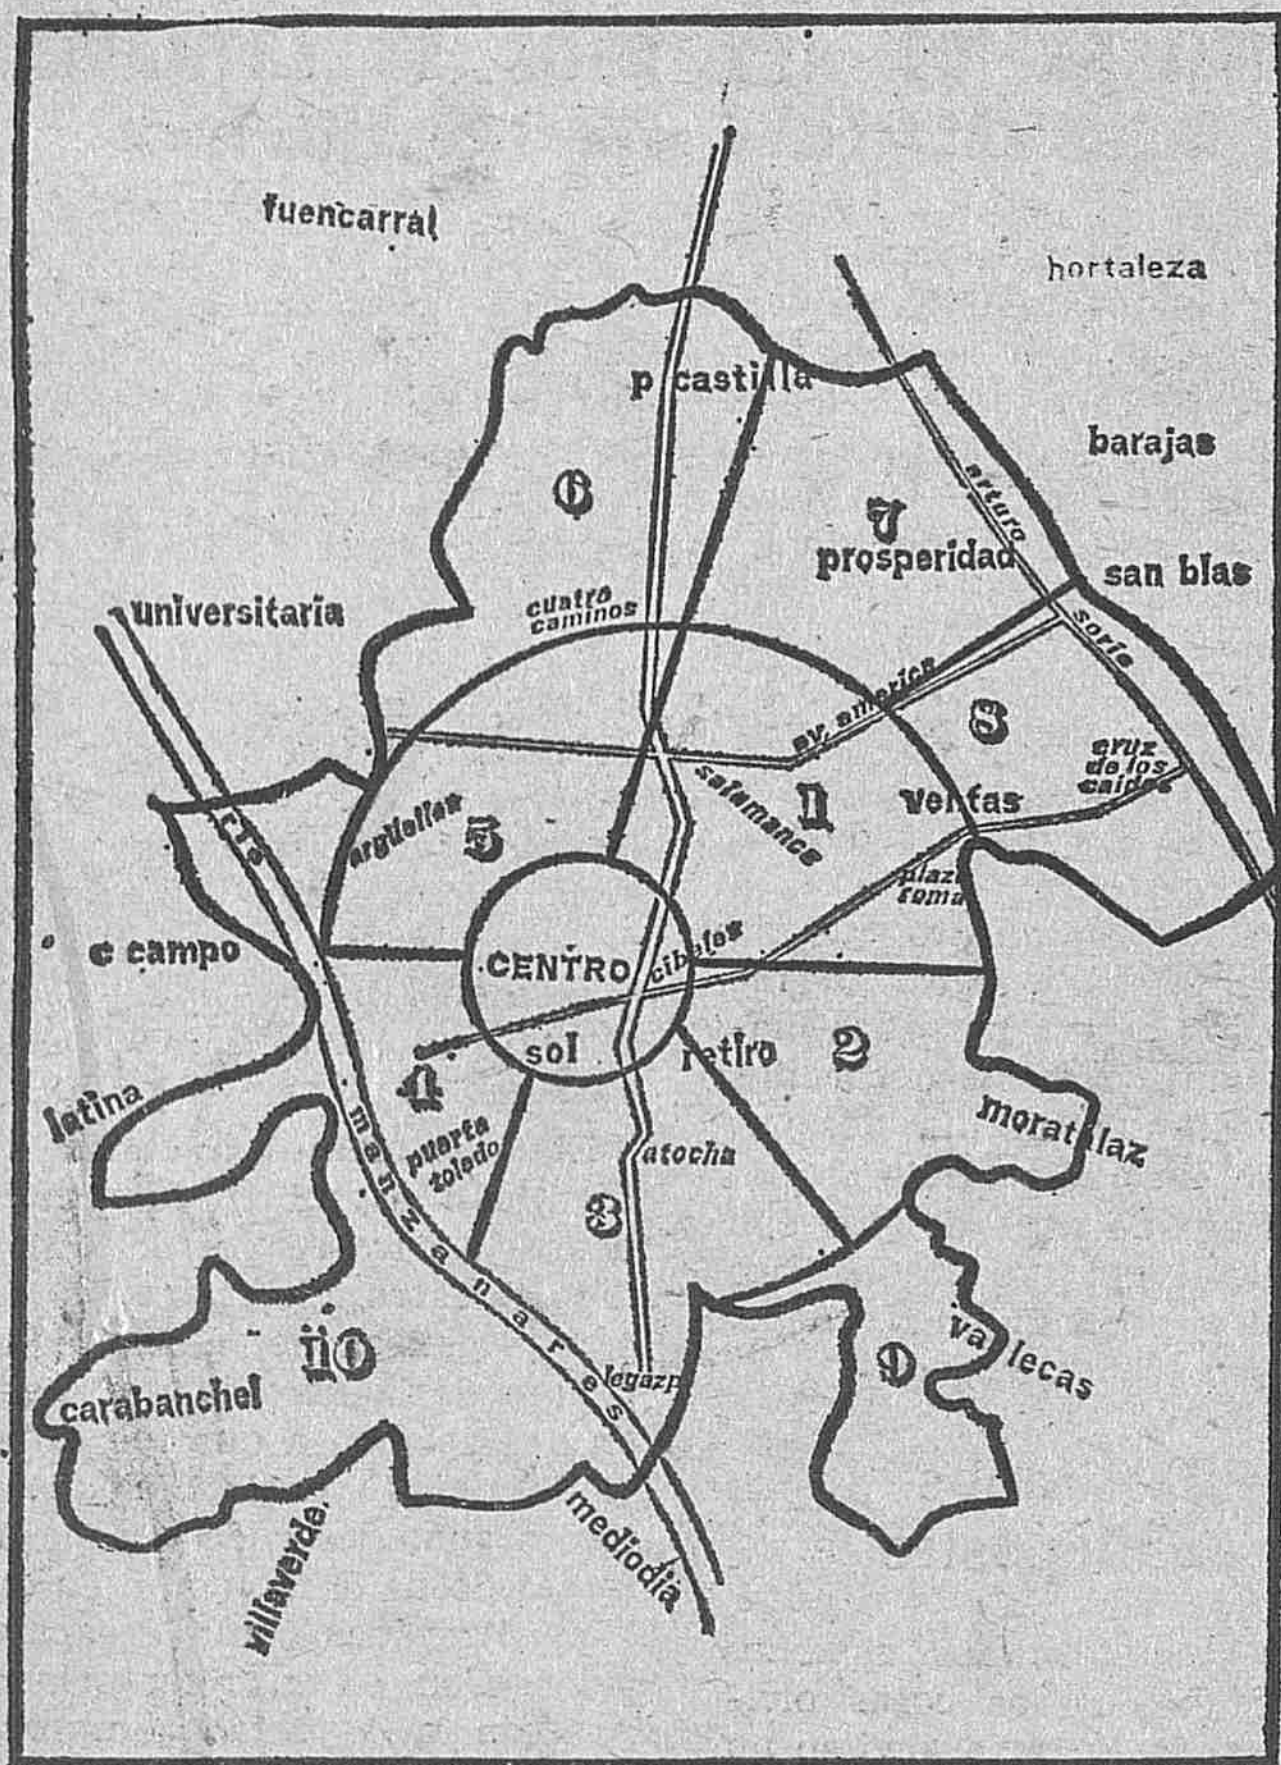 fuencarral
hortaleza
p castilla
barajas
6
arturo
7
prosperidad
san blas
universitaria
cuatro
caminos
soria
av. america
8
cruz
de los
caidos
salamanca
1
ventas
argüelles
5
rio
plaza
roma
c campo
CENTRO
cibeles
sol
retiro
2
4
latina
manzanares
moratalaz
puerta
toledo
atocha
3
vallecas
10
9
legazpi
carabanchel
mediodia
villaverde